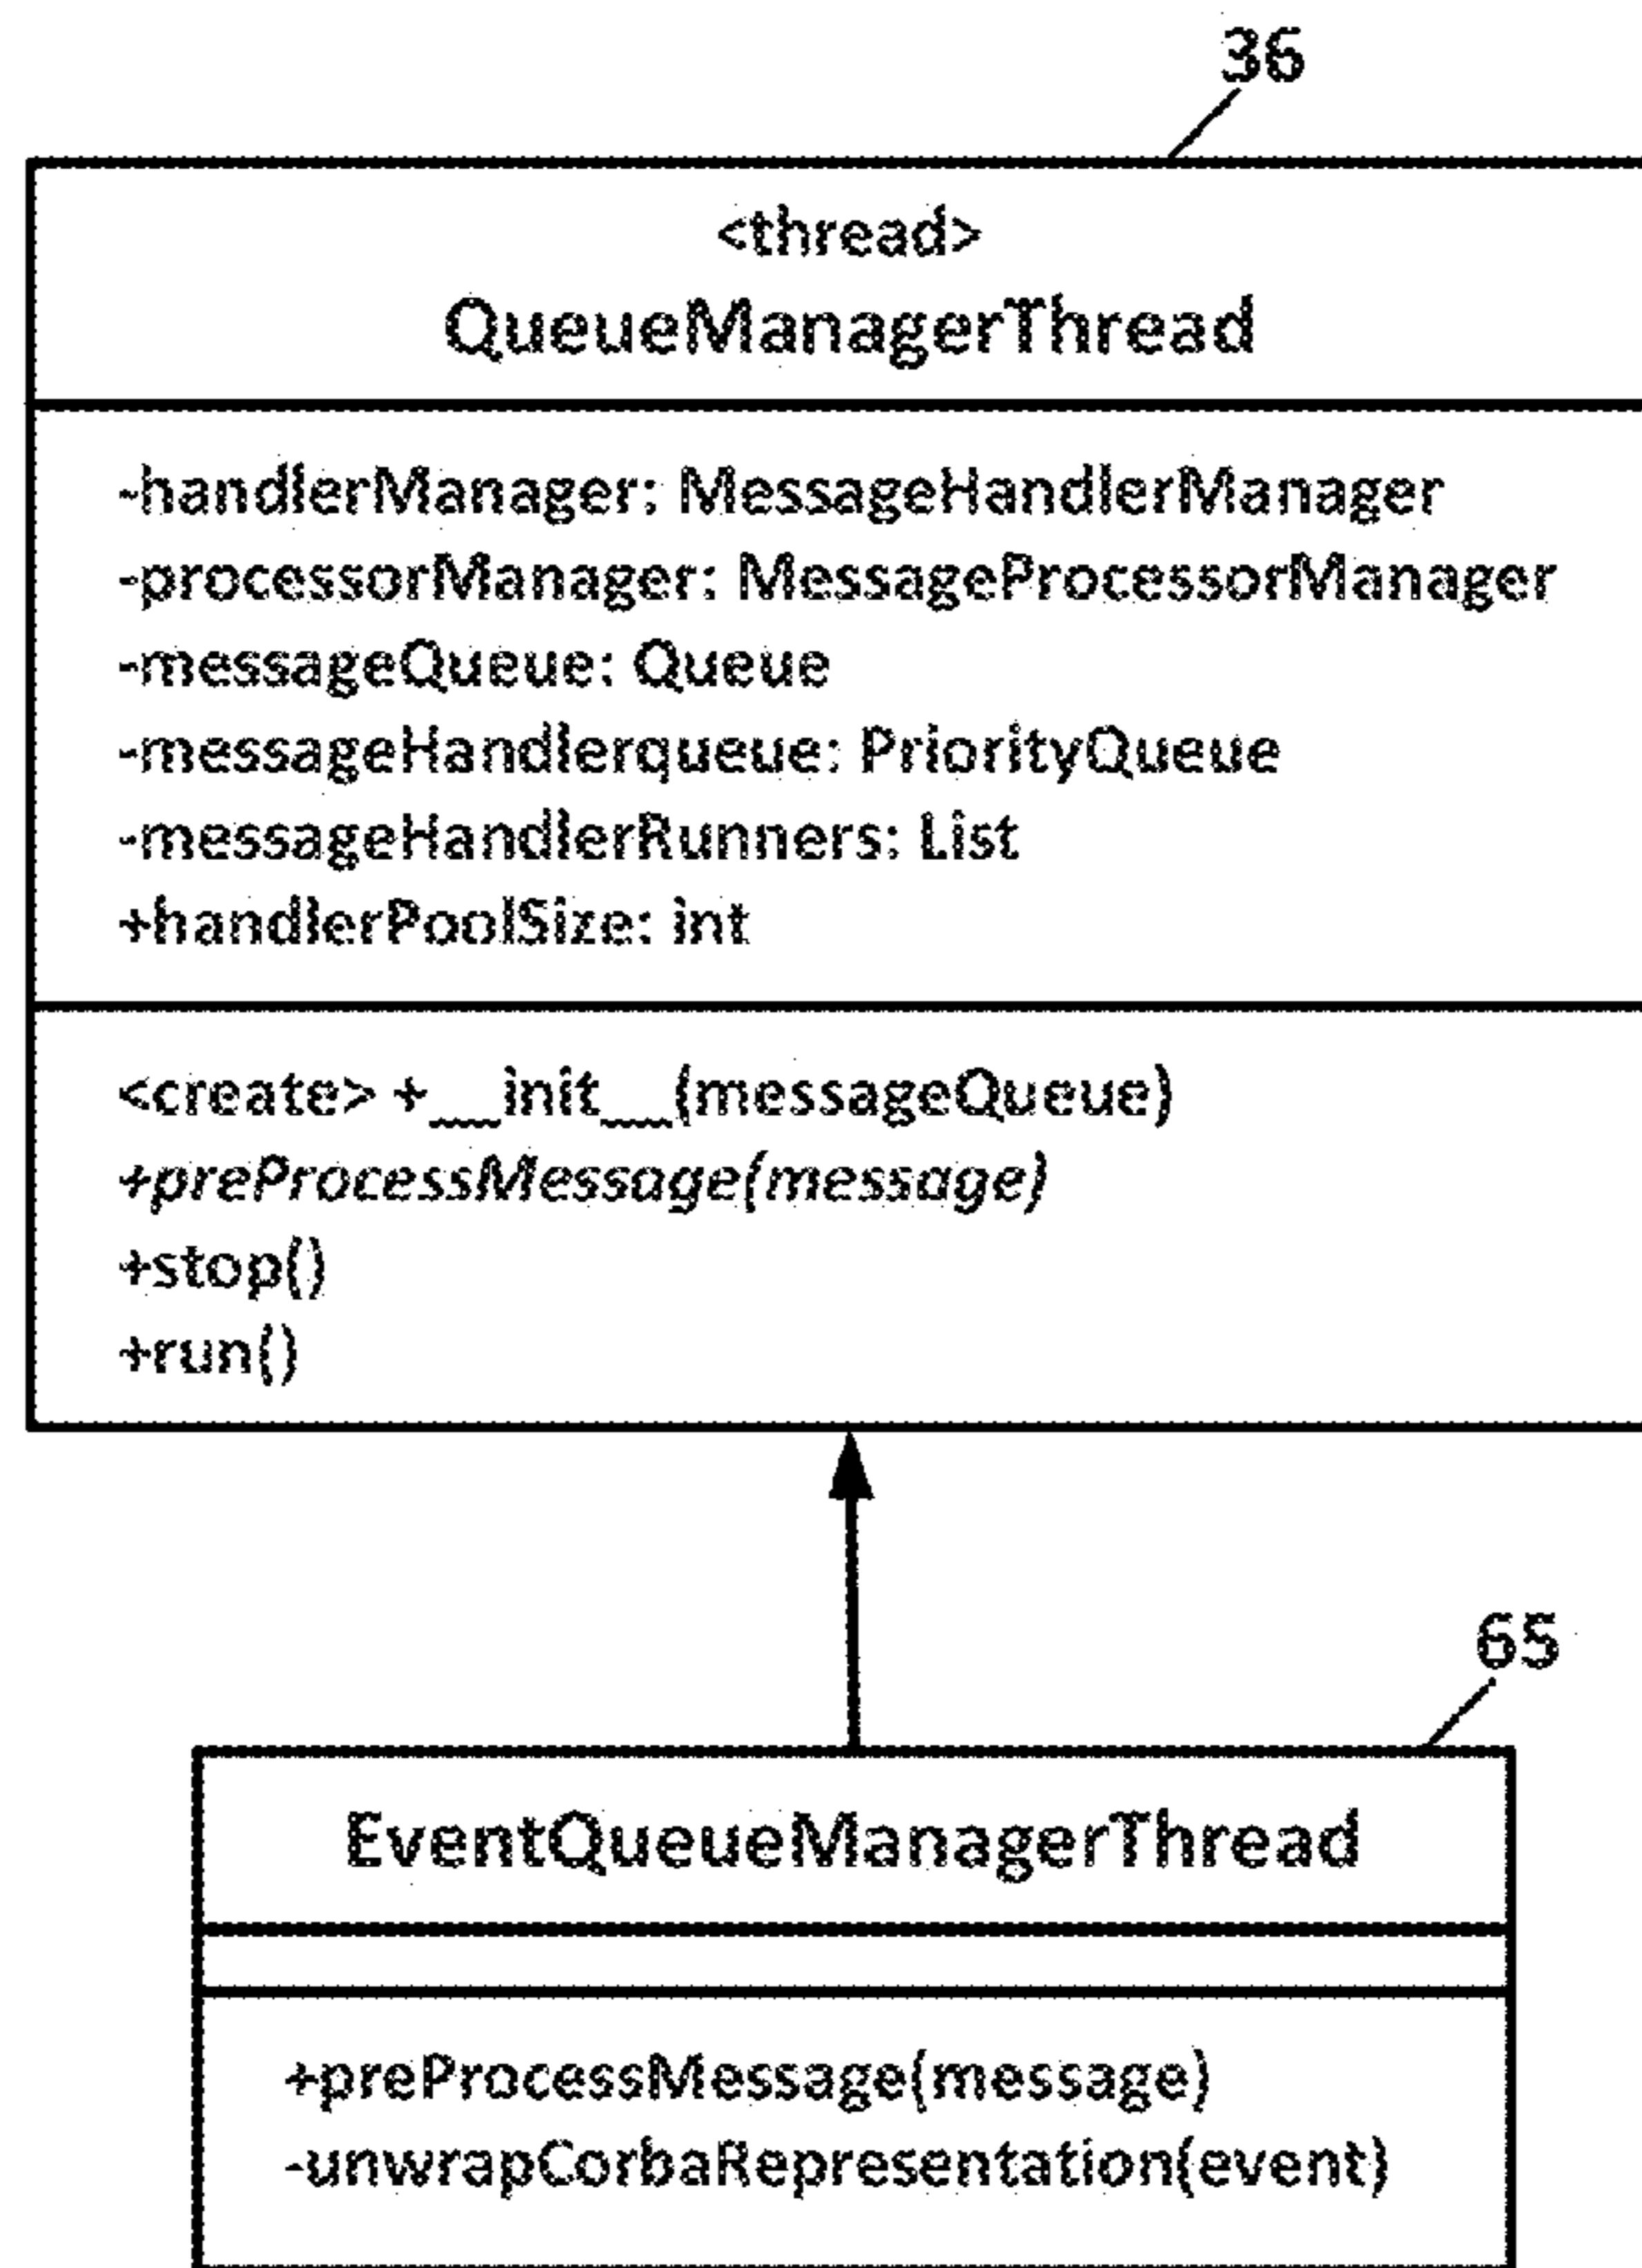 36
<thread>
QueueManagerThread
-handlerManager: MessageHandlerManager
-processorManager: MessageProcessorManager
-messageQueue: Queue
-messageHandlerqueue: PriorityQueue
-messageHandlerRunners: List
+handlerPoolSize: int
<create> +__init__(messageQueue)
+preProcessMessage(message)
+stop()
+run()
65
EventQueueManagerThread
+preProcessMessage(message)
-unwrapCorbaRepresentation(event)